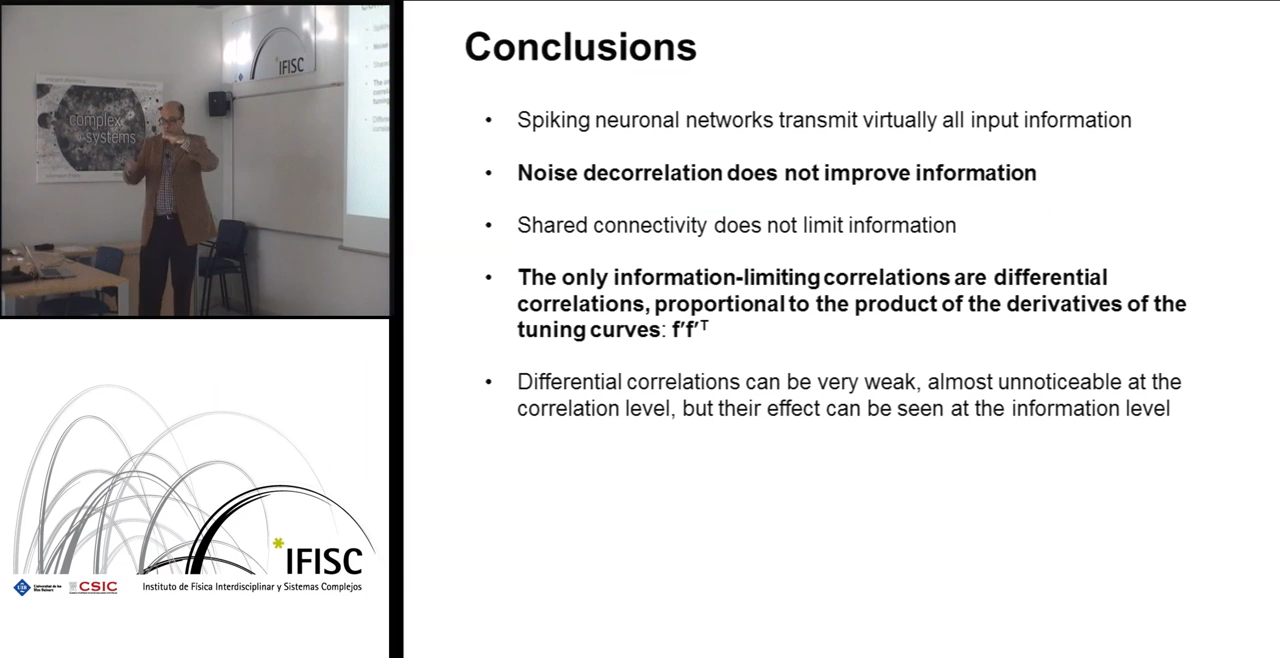 complex
systems
IFISC
Conclusions
• Spiking neuronal networks transmit virtually all input information
• Noise decorrelation does not improve information
• Shared connectivity does not limit information
• The only information-limiting correlations are differential
correlations, proportional to the product of the derivatives of the
tuning curves: f′f′ᵀ
• Differential correlations can be very weak, almost unnoticeable at the
correlation level, but their effect can be seen at the information level
IFISC
UIB
CSIC
Instituto de Física Interdisciplinar y Sistemas Complejos